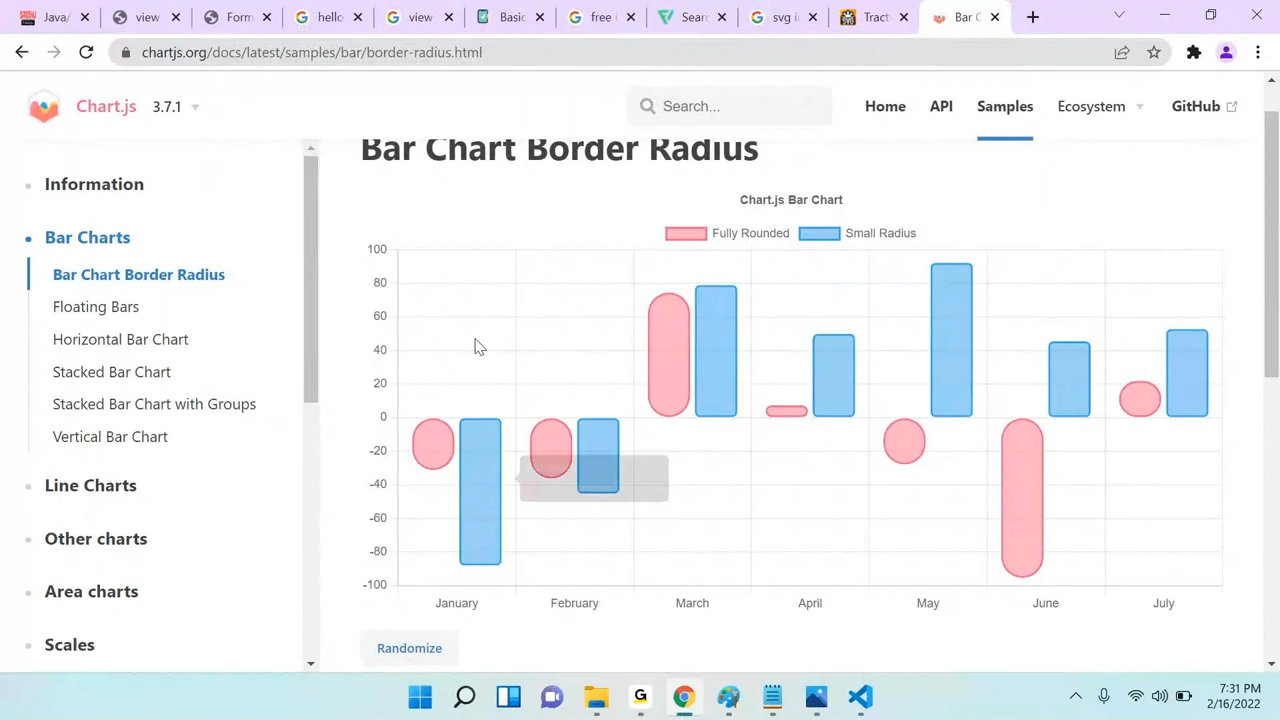 Java/
view
Form
hello
view
Basic
free
Sear
svg i
Trac
Bar C
chartjs.org/docs/latest/samples/bar/border-radius.html
Chart.js 3.7.1
Search...
Home API Samples Ecosystem GitHub
Bar Chart Border Radius
Information
Bar Charts
Bar Chart Border Radius
Floating Bars
Horizontal Bar Chart
Stacked Bar Chart
Stacked Bar Chart with Groups
Vertical Bar Chart
Line Charts
Other charts
Area charts
Scales
Chart.js Bar Chart
Fully Rounded Small Radius
100
80
60
40
20
0
-20
-40
-60
-80
-100
January February March April May June July
Randomize
7:31 PM
2/16/2022